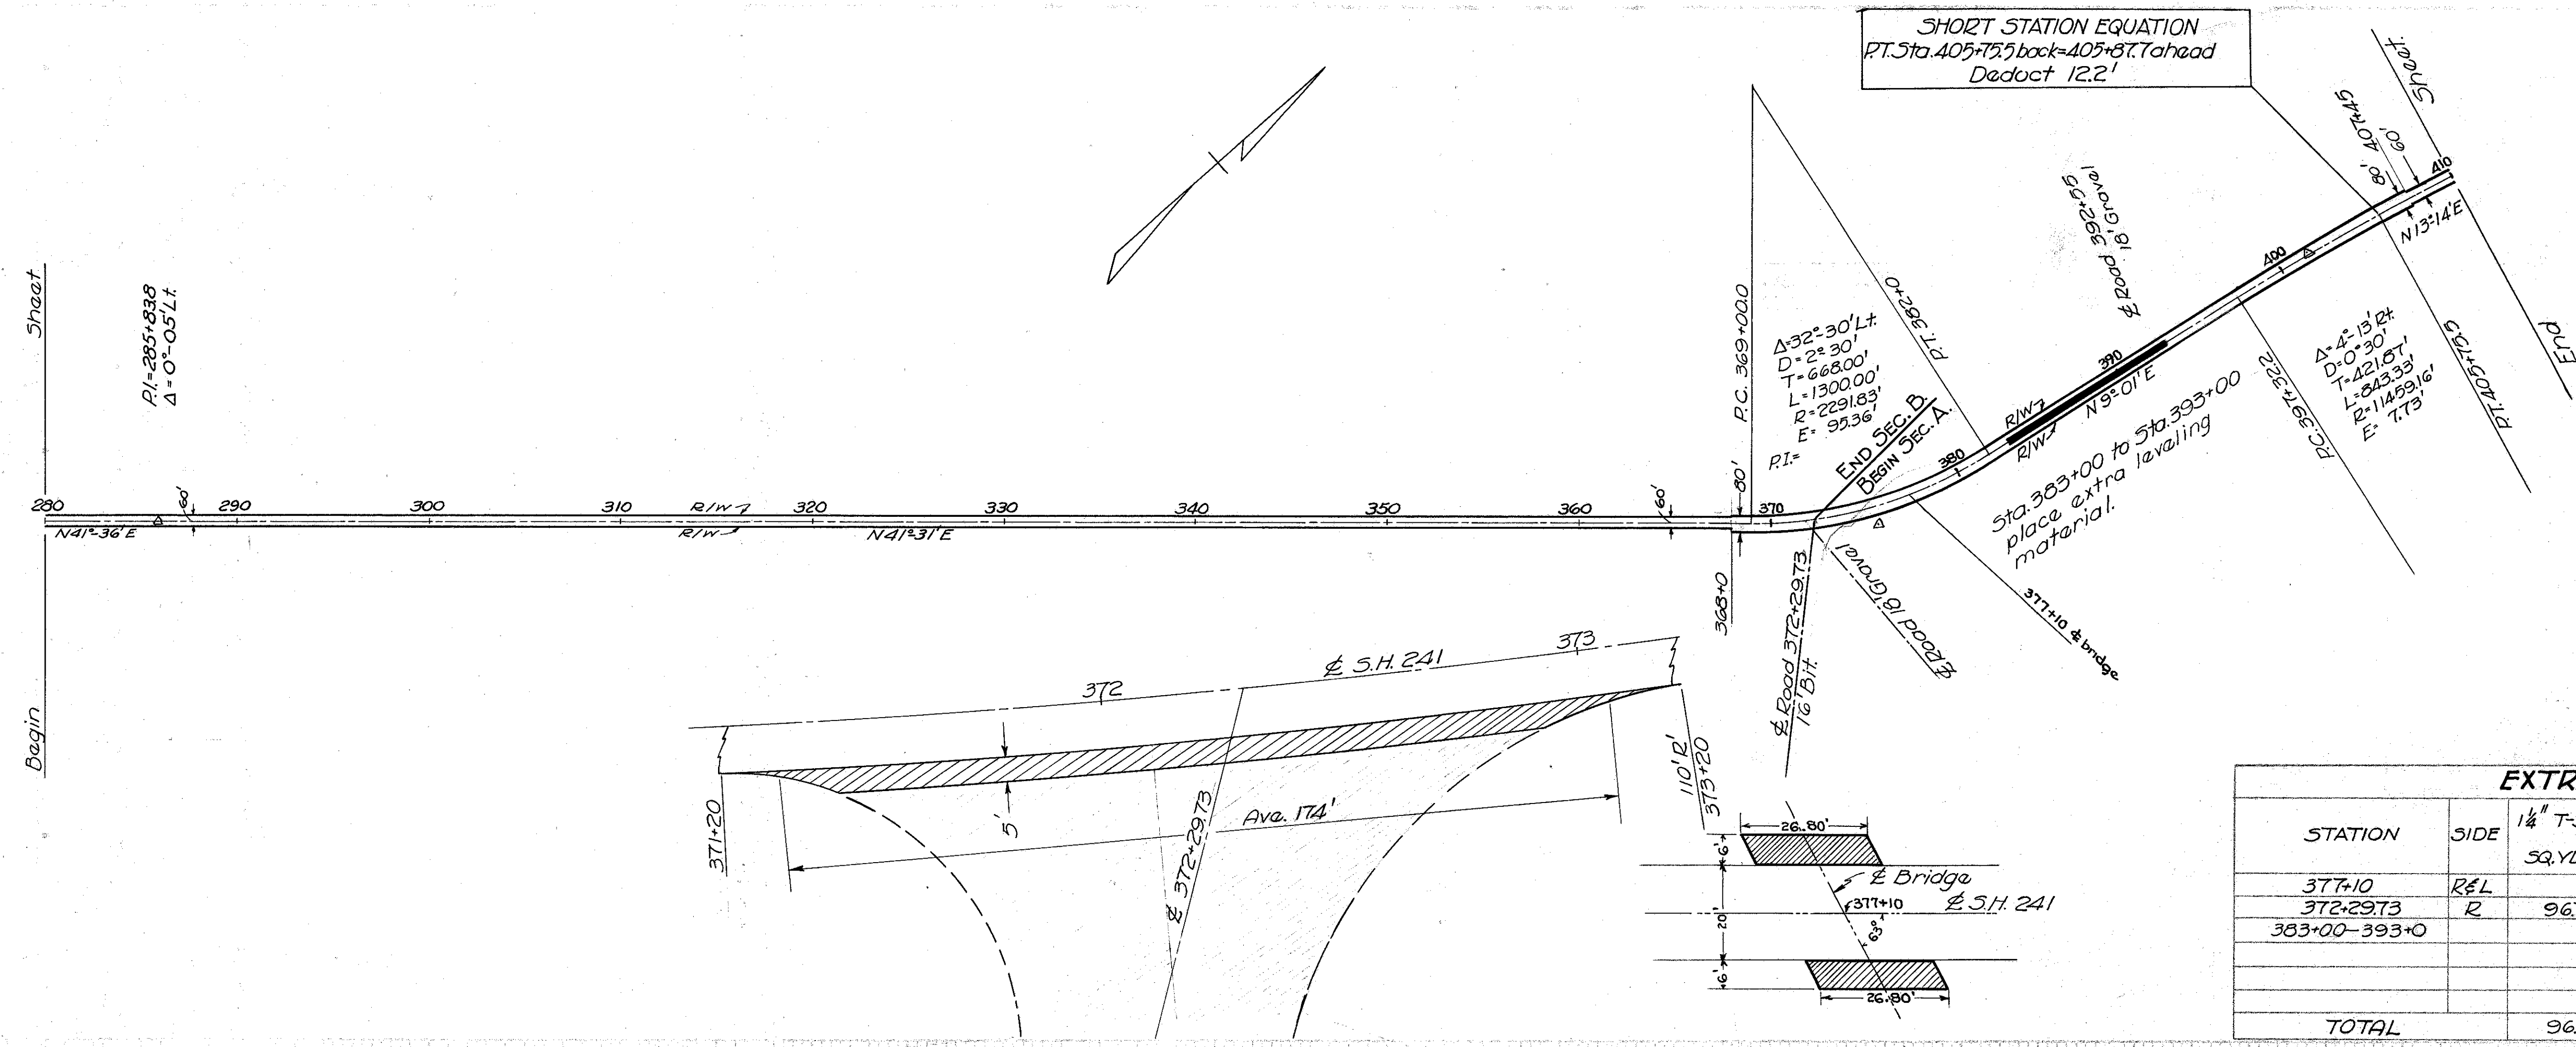 SHORT STATION EQUATION
P.T. Sta. 405+75.5 back=405+87.7 ahead
Deduct 12.2'
Sheet
Begin
P.I.=285+83.8
Δ=0°-05' Lt.
280
290
300
310
320
330
340
350
360
370
380
390
400
410
60'
N41°-36'E
R/W
R/W
N41°-31'E
60'
80'
368+0
P.C. 369+00.0
Δ=32°-30' Lt.
D=2°30'
T=668.00'
L=1300.00'
R=2291.83'
E= 95.36'
P.I.=
P.T. 382+0
END SEC. B.
BEGIN SEC. A.
℄ Road 372+29.73
16' Bit.
℄ Road 18' Gravel
377+10 ℄ bridge
R/W
R/W
N 9°-01' E
Sta. 383+00 to Sta. 393+00
place extra leveling
material.
℄ Road 392+55
18' Gravel
P.C. 397+32.2
Δ=4°-13' Rt.
D=0°30'
T=421.87'
L=843.33'
R=11459.16'
E= 7.73'
P.T. 405+75.5
80' 407+45
60'
N 13°-14' E
Sheet
End
372
℄ S.H. 241
373
371+20
5'
℄ 372+29.73
Ave. 174'
110' R'
373+20
26.80'
6'
20'
6'
℄ Bridge
377+10
℄ S.H. 241
63°
26.80'
EXTR
STATION SIDE 1¼" T-
SQ.YD
377+10 R&L
372+29.73 R 96.
383+00-393+0
TOTAL 96.